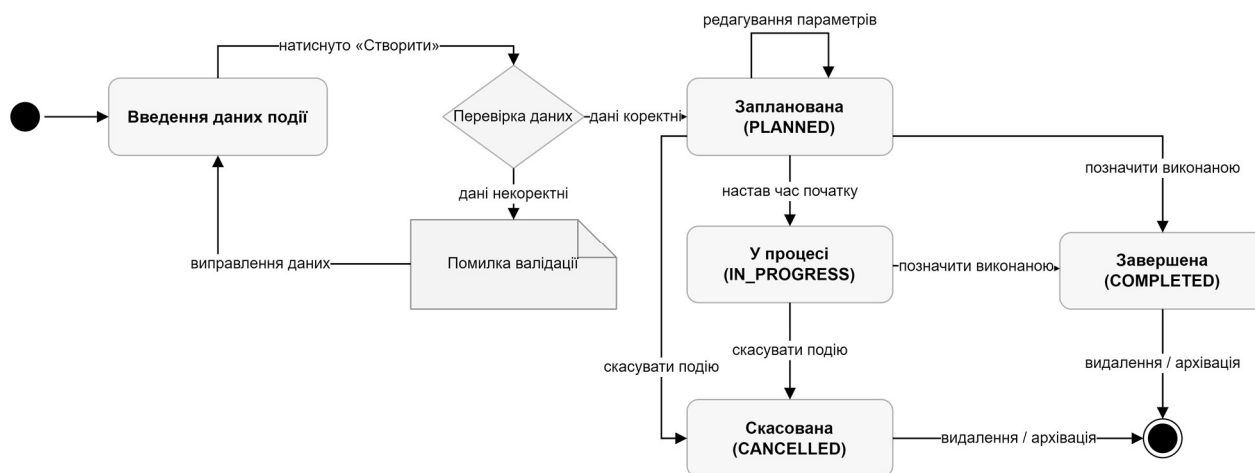 редагування параметрів
натиснуто «Створити»
Введення даних події
Перевірка даних
дані коректні
Запланована
(PLANNED)
дані некоректні
настав час початку
позначити виконаною
виправлення даних
Помилка валідації
У процесі
(IN_PROGRESS)
позначити виконаною
Завершена
(COMPLETED)
скасувати подію
скасувати подію
видалення / архівація
Скасована
(CANCELLED)
видалення / архівація